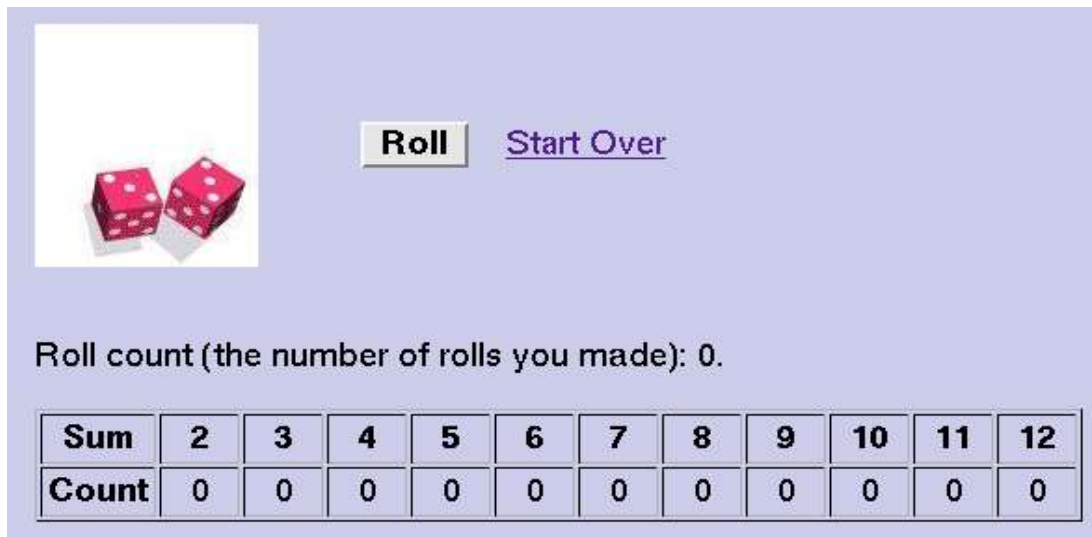 Roll Start Over
Roll count (the number of rolls you made): 0.
Sum 2 3 4 5 6 7 8 9 10 11 12
Count 0 0 0 0 0 0 0 0 0 0 0